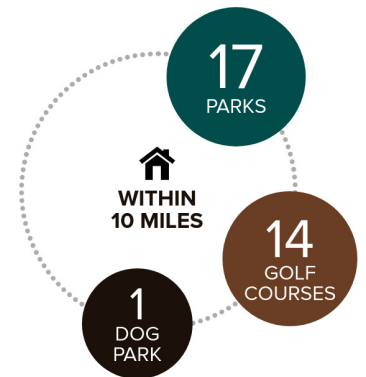 17
PARKS
WITHIN
10 MILES
14
GOLF
COURSES
1
DOG
PARK